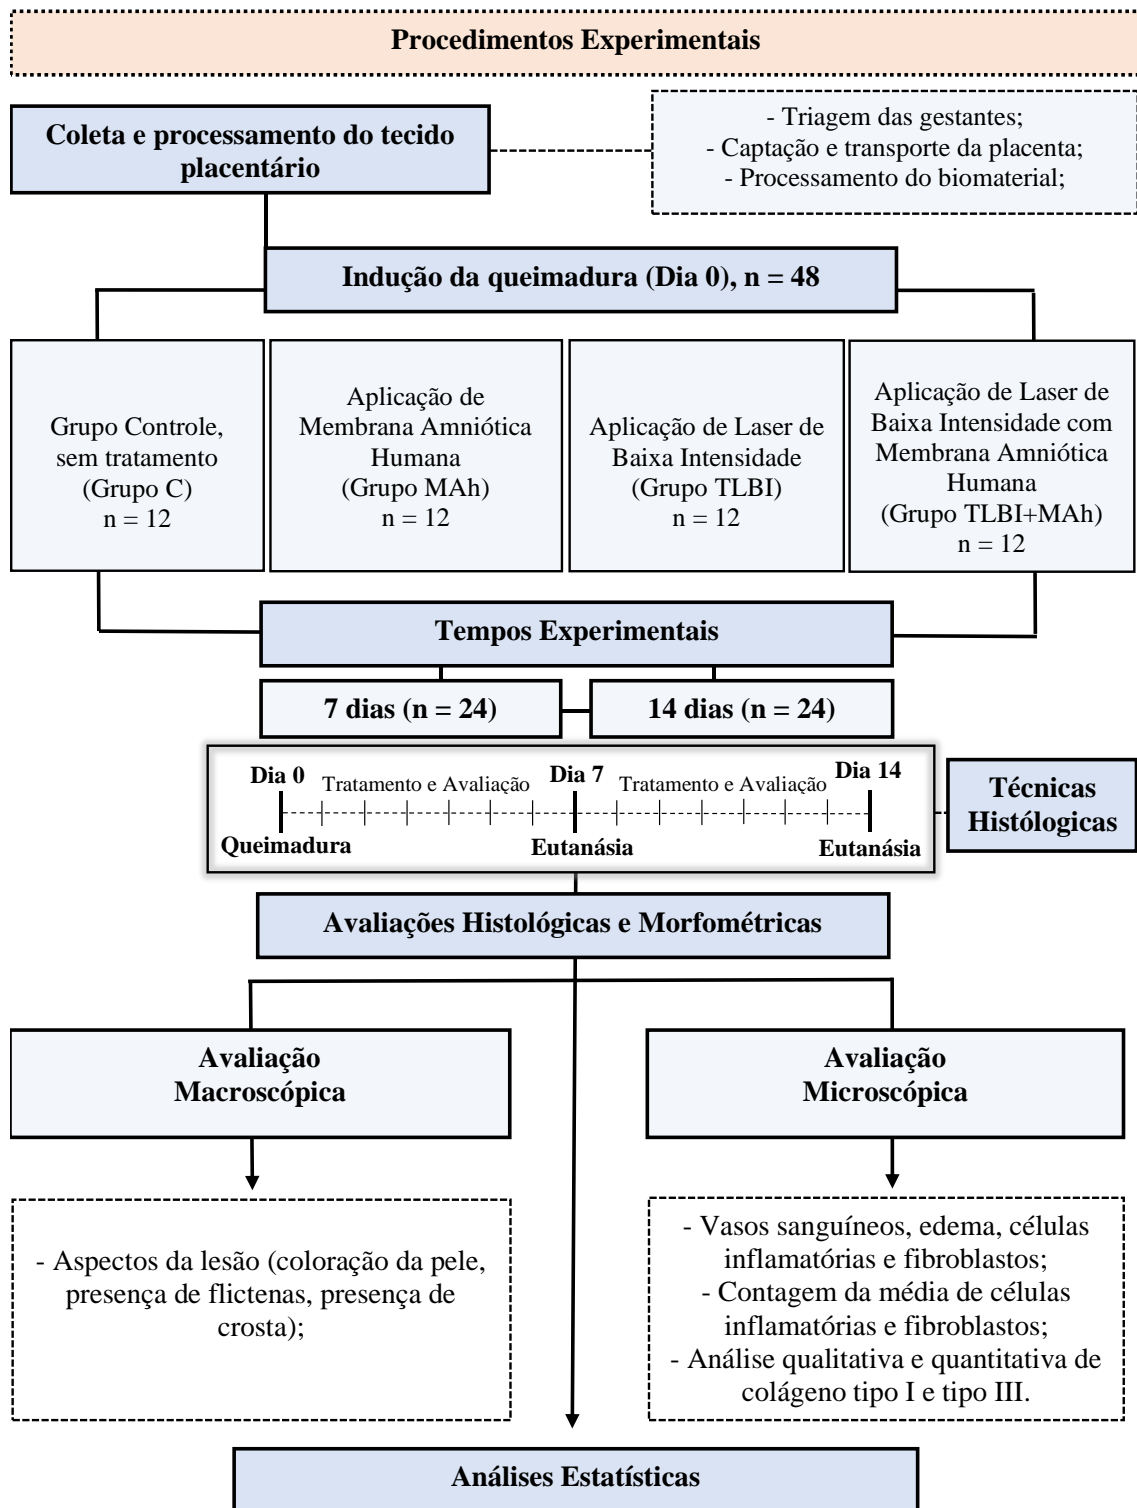 Procedimentos Experimentais
Coleta e processamento do tecido
placentário
- Triagem das gestantes;
- Captação e transporte da placenta;
- Processamento do biomaterial;
Indução da queimadura (Dia 0), n = 48
Grupo Controle,
sem tratamento
(Grupo C)
n = 12
Aplicação de
Membrana Amniótica
Humana
(Grupo MAh)
n = 12
Aplicação de Laser de
Baixa Intensidade
(Grupo TLBI)
n = 12
Aplicação de Laser de
Baixa Intensidade com
Membrana Amniótica
Humana
(Grupo TLBI+MAh)
n = 12
Tempos Experimentais
7 dias (n = 24)
14 dias (n = 24)
Dia 0
Tratamento e Avaliação
Dia 7
Tratamento e Avaliação
Dia 14
Queimadura
Eutanásia
Eutanásia
Técnicas
Histólogicas
Avaliações Histológicas e Morfométricas
Avaliação
Macroscópica
Avaliação
Microscópica
- Aspectos da lesão (coloração da pele,
presença de flictenas, presença de
crosta);
- Vasos sanguíneos, edema, células
inflamatórias e fibroblastos;
- Contagem da média de células
inflamatórias e fibroblastos;
- Análise qualitativa e quantitativa de
colágeno tipo I e tipo III.
Análises Estatísticas